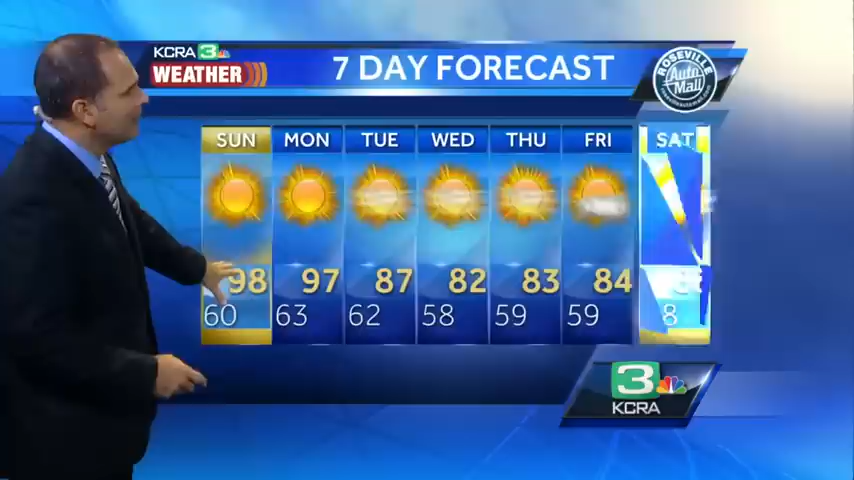 KCRA 3
WEATHER
7 DAY FORECAST
ROSEVILLE
Auto
Mall
SUN MON TUE WED THU FRI SAT
98 97 87 82 83 84
60 63 62 58 59 59
3
KCRA